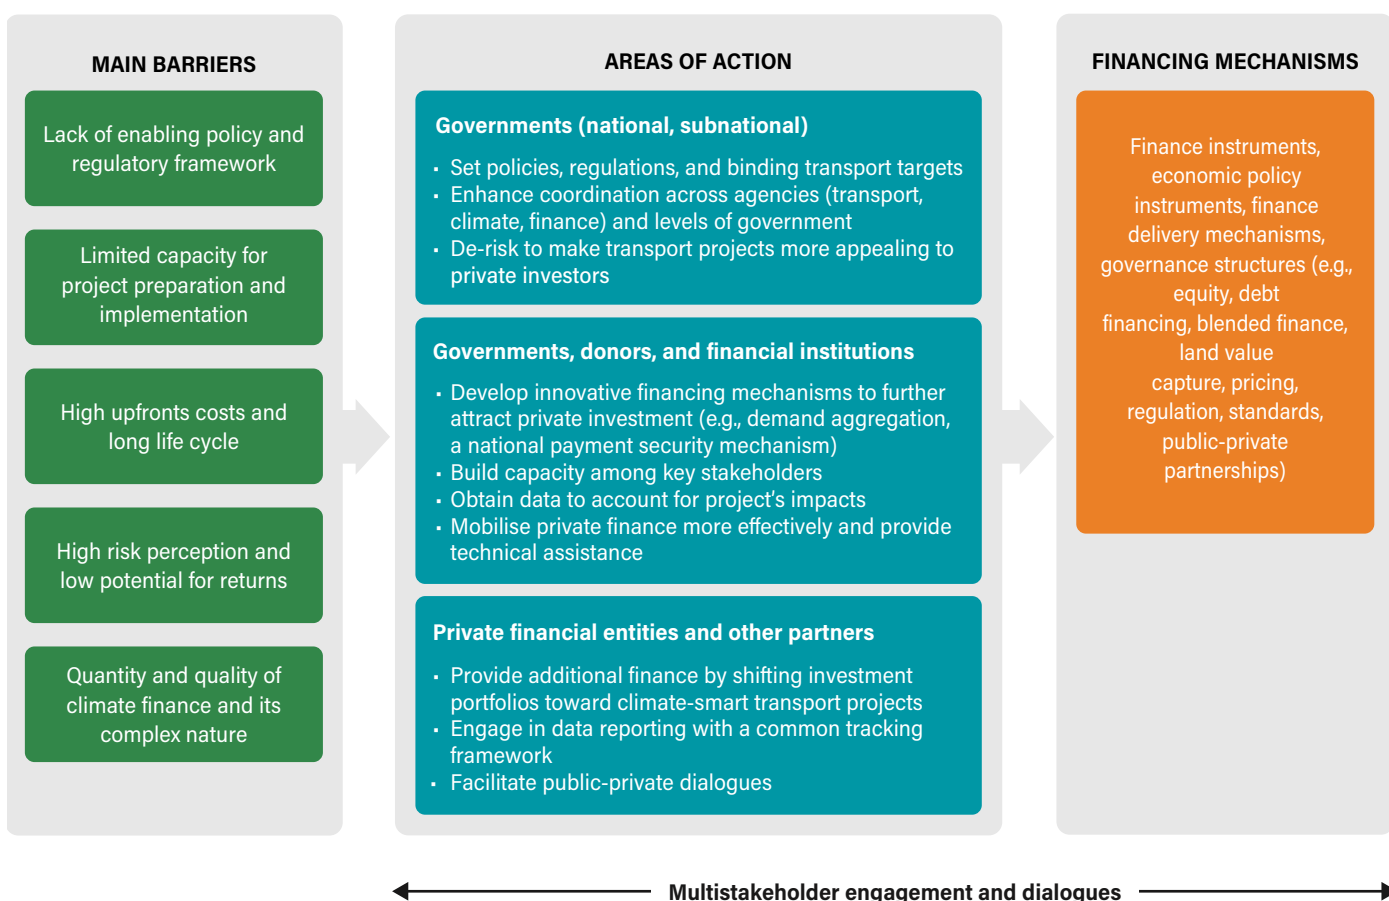 MAIN BARRIERS
Lack of enabling policy and
regulatory framework
Limited capacity for
project preparation and
implementation
High upfronts costs and
long life cycle
High risk perception and
low potential for returns
Quantity and quality of
climate finance and its
complex nature
AREAS OF ACTION
Governments (national, subnational)
· Set policies, regulations, and binding transport targets
· Enhance coordination across agencies (transport,
climate, finance) and levels of government
· De-risk to make transport projects more appealing to
private investors
Governments, donors, and financial institutions
· Develop innovative financing mechanisms to further
attract private investment (e.g., demand aggregation,
a national payment security mechanism)
· Build capacity among key stakeholders
· Obtain data to account for project's impacts
· Mobilise private finance more effectively and provide
technical assistance
Private financial entities and other partners
· Provide additional finance by shifting investment
portfolios toward climate-smart transport projects
· Engage in data reporting with a common tracking
framework
· Facilitate public-private dialogues
FINANCING MECHANISMS
Finance instruments,
economic policy
instruments, finance
delivery mechanisms,
governance structures (e.g.,
equity, debt
financing, blended finance,
land value
capture, pricing,
regulation, standards,
public-private
partnerships)
Multistakeholder engagement and dialogues